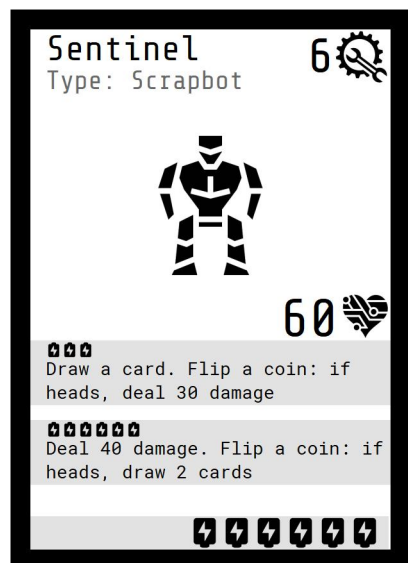 Sentinel
6
Type: Scrapbot
60
Draw a card. Flip a coin: if
heads, deal 30 damage
Deal 40 damage. Flip a coin: if
heads, draw 2 cards